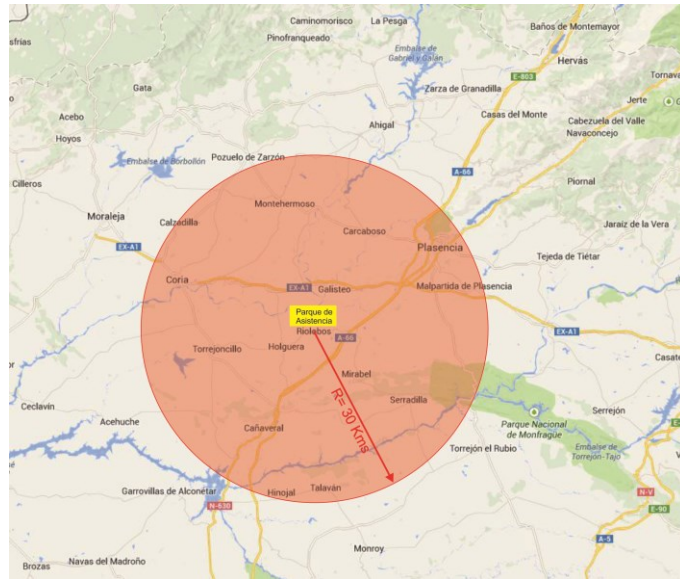 Caminomorisco
La Pesga
Baños de Montemayor
Pinofranqueado
Embalse de
Gabriel y Galán
Hervás
E-803
Gata
Zarza de Granadilla
Tornava
Acebo
Ahigal
Casas del Monte
Jerte
Hoyos
Cabezuela del Valle
Navaconcejo
Embalse de Borbollón
Pozuelo de Zarzón
A-66
Cilleros
Piornal
Montehermoso
Moraleja
Calzadilla
Carcaboso
Jaraiz de la Vera
EX-A1
Plasencia
Tejeda de Tiétar
Coria
EX-A1
Galisteo
Malpartida de Plasencia
Parque de
Asistencia
Riolobos
A-66
EX-A1
Torrejoncillo
Holguera
Casate
Mirabel
R= 30 Kms
Ceclavín
Serradilla
Acehuche
Cañaveral
Parque Nacional
de Monfragüe
Serrejón
Torrejón el Rubio
Embalse de
Torrejón-Tajo
Garrovillas de Alconétar
Hinojal
Talaván
N-630
N-V
E-90
Monroy
A-5
Brozas
Navas del Madroño